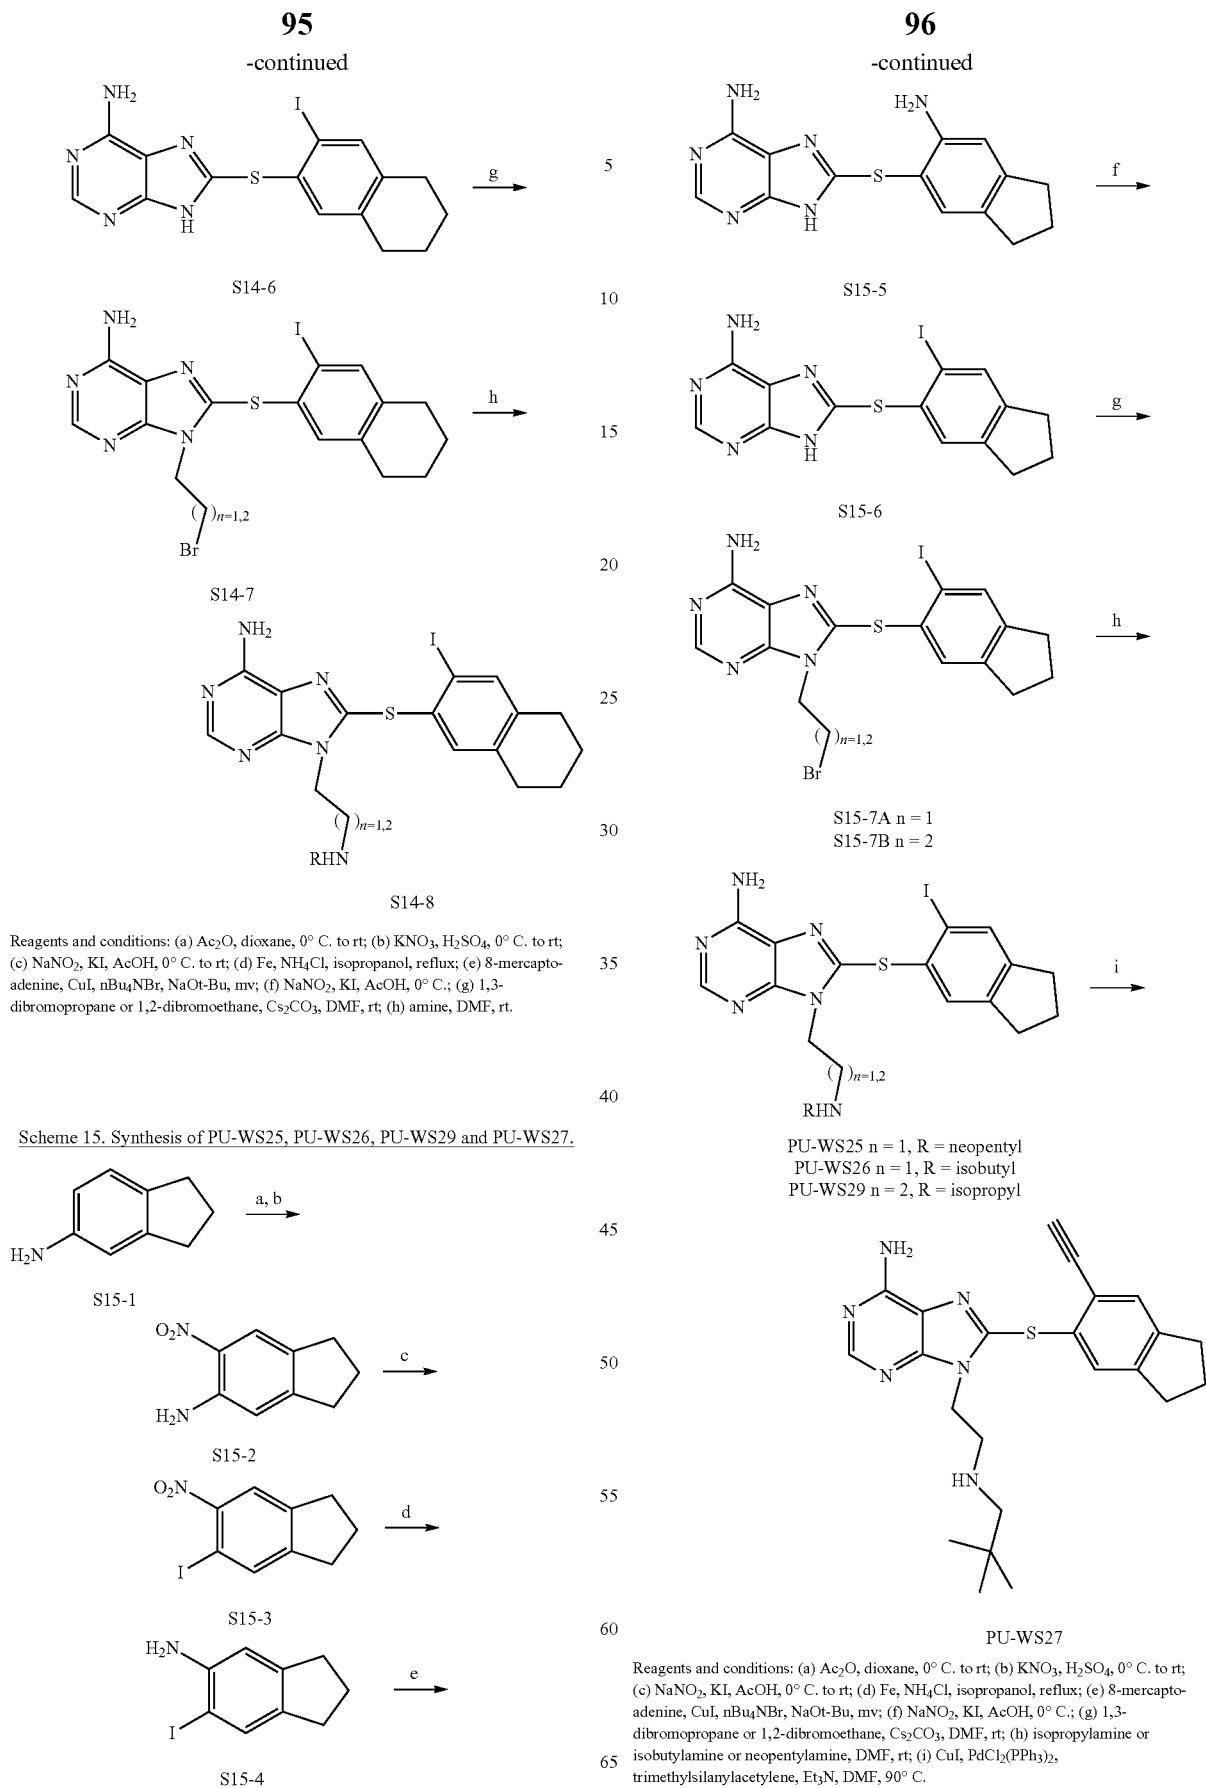 95
-continued
NH2
I
N
N
S
g
N
N
H
S14-6
NH2
I
N
N
S
h
N
N
( )n=1,2
Br
S14-7
NH2
I
N
N
S
N
N
( )n=1,2
RHN
S14-8
Reagents and conditions: (a) Ac2O, dioxane, 0° C. to rt; (b) KNO3, H2SO4, 0° C. to rt;
(c) NaNO2, KI, AcOH, 0° C. to rt; (d) Fe, NH4Cl, isopropanol, reflux; (e) 8-mercapto-
adenine, CuI, nBu4NBr, NaOt-Bu, mv; (f) NaNO2, KI, AcOH, 0° C.; (g) 1,3-
dibromopropane or 1,2-dibromoethane, Cs2CO3, DMF, rt; (h) amine, DMF, rt.
Scheme 15. Synthesis of PU-WS25, PU-WS26, PU-WS29 and PU-WS27.
a, b
H2N
S15-1
O2N
c
H2N
S15-2
O2N
d
I
S15-3
H2N
e
I
S15-4
5
10
15
20
25
30
35
40
45
50
55
60
65
96
-continued
NH2
H2N
N
N
S
f
N
N
H
S15-5
NH2
I
N
N
S
g
N
N
H
S15-6
NH2
I
N
N
S
h
N
N
( )n=1,2
Br
S15-7A n = 1
S15-7B n = 2
NH2
I
N
N
S
i
N
N
( )n=1,2
RHN
PU-WS25 n = 1, R = neopentyl
PU-WS26 n = 1, R = isobutyl
PU-WS29 n = 2, R = isopropyl
NH2
N
N
S
N
N
HN
PU-WS27
Reagents and conditions: (a) Ac2O, dioxane, 0° C. to rt; (b) KNO3, H2SO4, 0° C. to rt;
(c) NaNO2, KI, AcOH, 0° C. to rt; (d) Fe, NH4Cl, isopropanol, reflux; (e) 8-mercapto-
adenine, CuI, nBu4NBr, NaOt-Bu, mv; (f) NaNO2, KI, AcOH, 0° C.; (g) 1,3-
dibromopropane or 1,2-dibromoethane, Cs2CO3, DMF, rt; (h) isopropylamine or
isobutylamine or neopentylamine, DMF, rt; (i) CuI, PdCl2(PPh3)2,
trimethylsilanylacetylene, Et3N, DMF, 90° C.